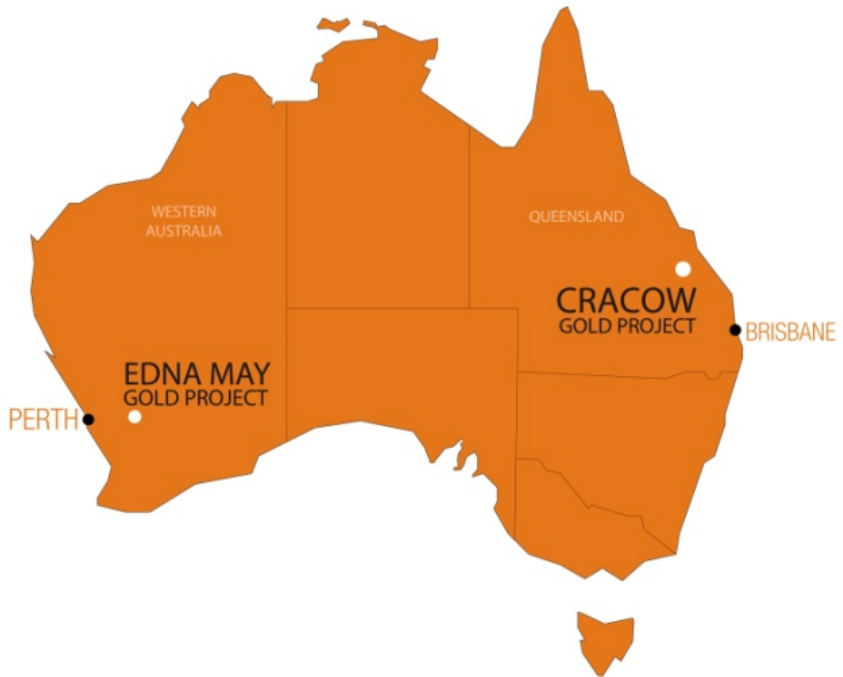 WESTERN
AUSTRALIA
QUEENSLAND
CRACOW
GOLD PROJECT
BRISBANE
EDNA MAY
GOLD PROJECT
PERTH